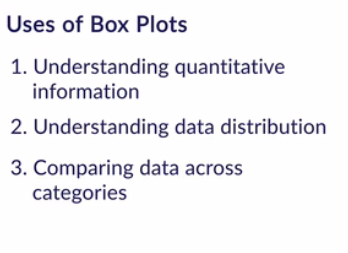 Uses of Box Plots
1. Understanding quantitative
information
2. Understanding data distribution
3. Comparing data across
categories